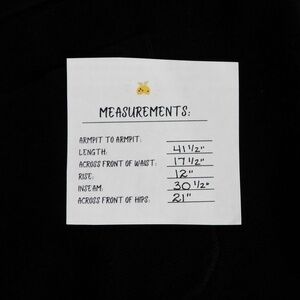 MEASUREMENTS:
ARMPIT TO ARMPIT:
LENGTH: 41 1/2"
ACROSS FRONT OF WAIST: 17 1/2"
RISE: 12"
INSEAM: 30 1/2"
ACROSS FRONT OF HIPS: 21"